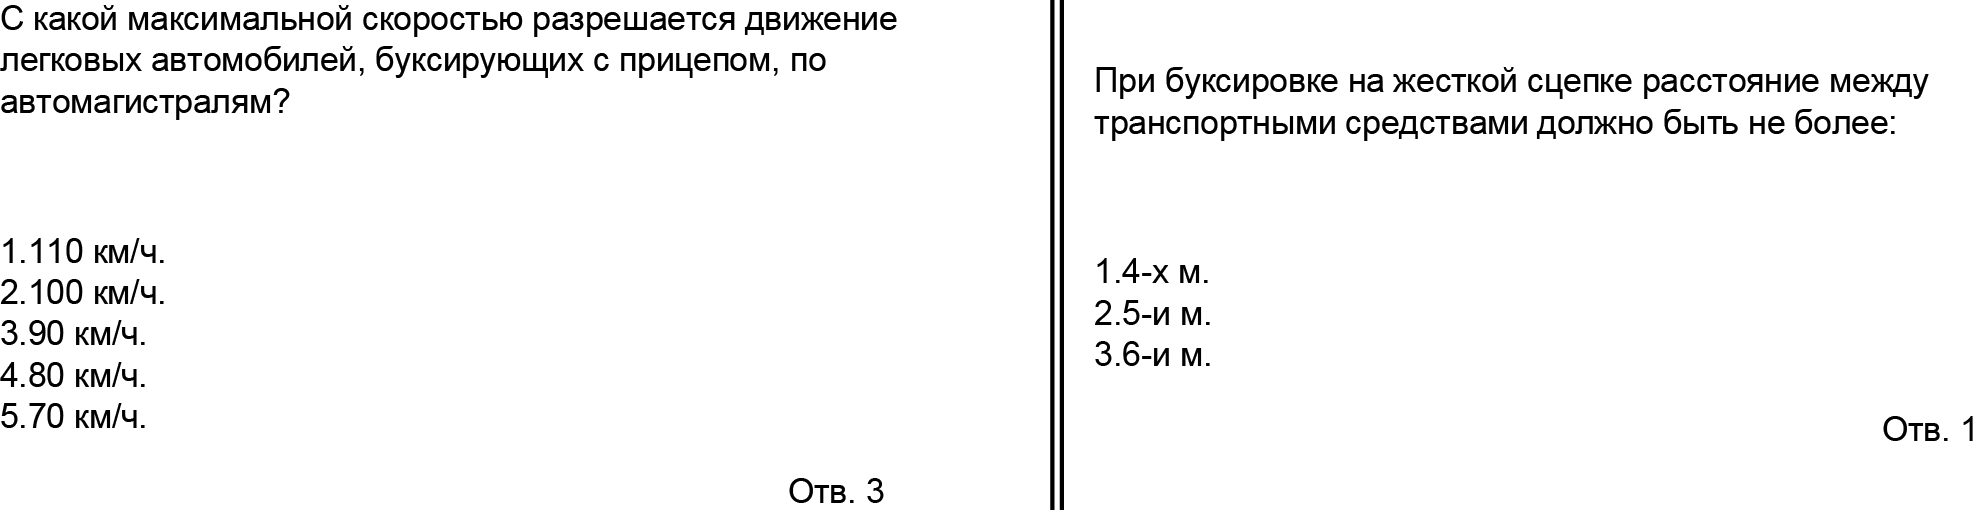 С какой максимальной скоростью разрешается движение
легковых автомобилей, буксирующих с прицепом, по
автомагистралям?
1.110 км/ч.
2.100 км/ч.
3.90 км/ч.
4.80 км/ч.
5.70 км/ч.
Отв. 3
При буксировке на жесткой сцепке расстояние между
транспортными средствами должно быть не более:
1.4-х м.
2.5-и м.
3.6-и м.
Отв. 1